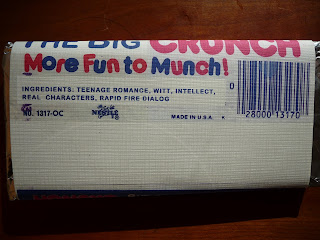 THE BIG CRUNCH
More Fun to Munch!
INGREDIENTS: TEENAGE ROMANCE, WITT, INTELLECT,
REAL CHARACTERS, RAPID FIRE DIALOG
NO. 1317-OC
NESTLE
MADE IN U.S.A.
0
28000 13170